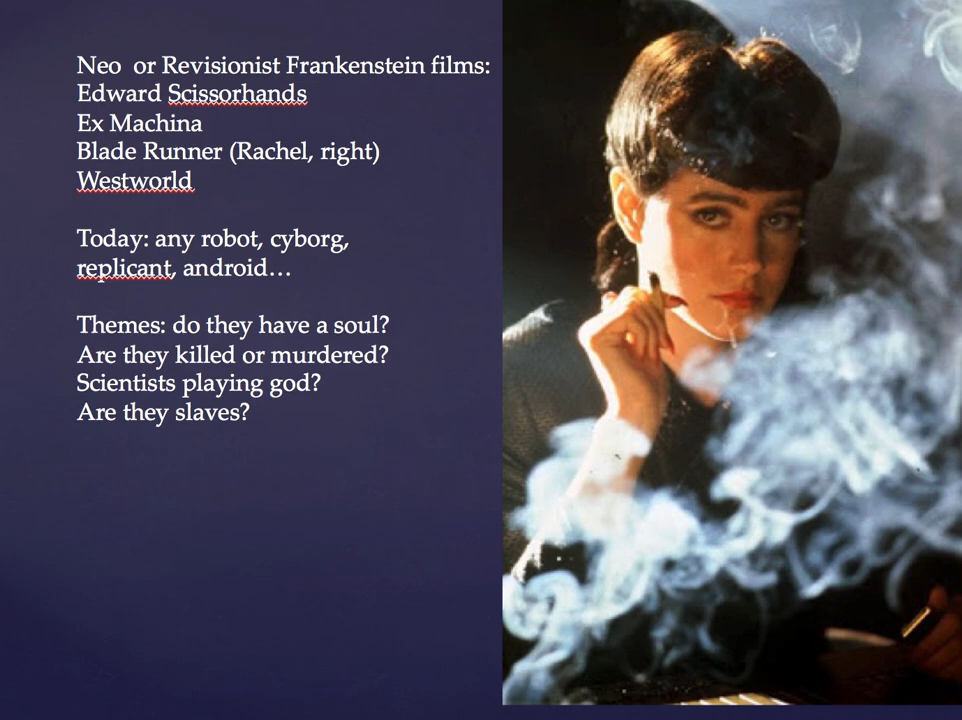 Neo or Revisionist Frankenstein films:
Edward Scissorhands
Ex Machina
Blade Runner (Rachel, right)
Westworld
Today: any robot, cyborg,
replicant, android…
Themes: do they have a soul?
Are they killed or murdered?
Scientists playing god?
Are they slaves?